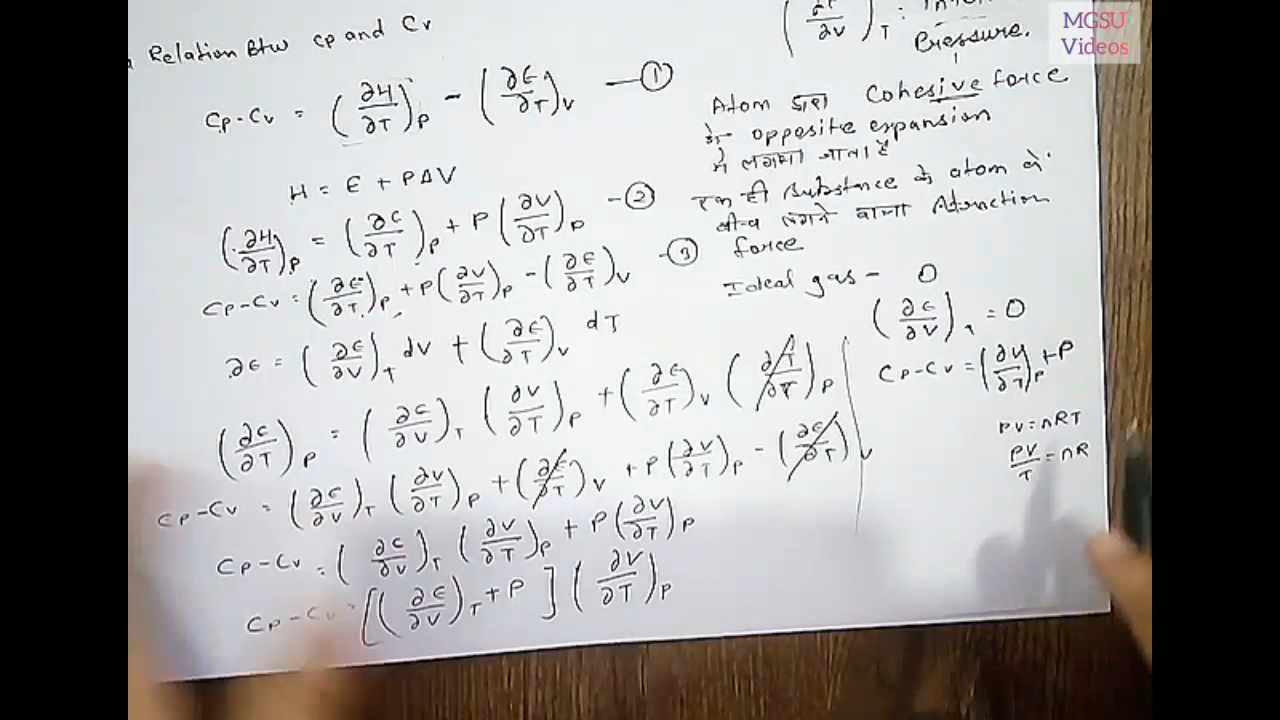 Relation Btw Cp and Cv
Cp-Cv = (∂H/∂T)P - (∂E/∂T)V — ①
H = E + PΔV
(∂H/∂T)P = (∂E/∂T)P + P(∂V/∂T)P - ②
Cp-Cv = (∂E/∂T)P + P(∂V/∂T)P - (∂E/∂T)V - ③
∂E = (∂E/∂V)T dV + (∂E/∂T)V dT
(∂E/∂T)P = (∂E/∂V)T (∂V/∂T)P + (∂E/∂T)V (∂T/∂T)P
Cp-Cv = (∂E/∂V)T (∂V/∂T)P + (∂E/∂T)V + P(∂V/∂T)P - (∂E/∂T)V
Cp-Cv = (∂E/∂V)T (∂V/∂T)P + P(∂V/∂T)P
Cp-Cv = [(∂E/∂V)T + P] (∂V/∂T)P
Pressure.
Atom द्वारा Cohesive force
के opposite expansion
में लगाया जाता है
एक ही Substance के atom के
बीच लगने वाला Attraction
force
Ideal gas - 0
(∂E/∂V)T = 0
Cp-Cv = (∂V/∂T)P + P
PV = nRT
PV/T = nR
MGSU
Videos